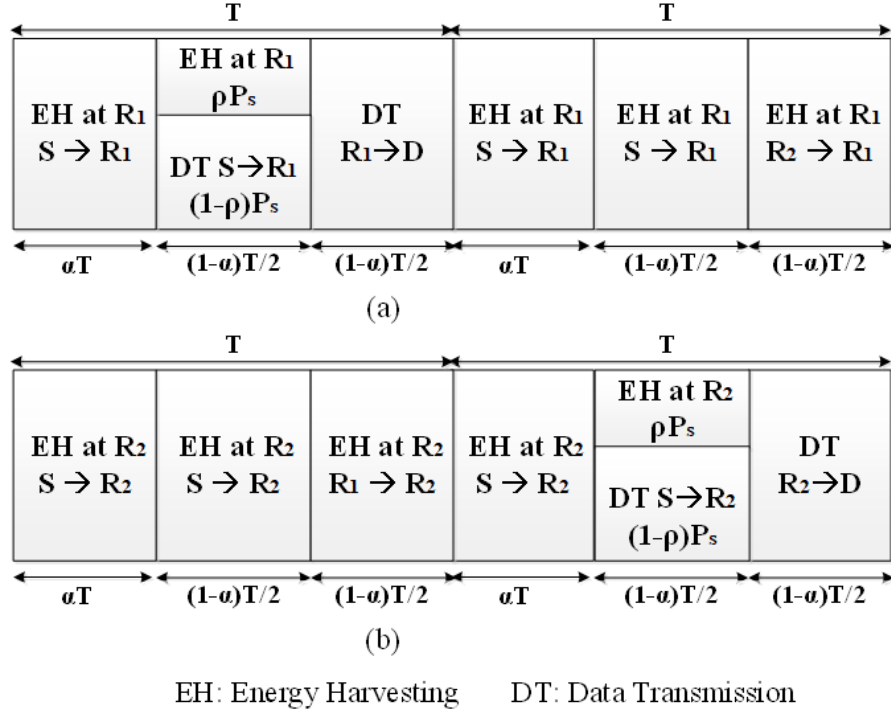 T T
EH at R₁
S → R₁
EH at R₁
ρPₛ
DT S→R₁
(1-ρ)Pₛ
DT
R₁→D
EH at R₁
S → R₁
EH at R₁
S → R₁
EH at R₁
R₂ → R₁
αT (1-α)T/2 (1-α)T/2 αT (1-α)T/2 (1-α)T/2
(a)
T T
EH at R₂
S → R₂
EH at R₂
S → R₂
EH at R₂
R₁ → R₂
EH at R₂
S → R₂
EH at R₂
ρPₛ
DT S→R₂
(1-ρ)Pₛ
DT
R₂→D
αT (1-α)T/2 (1-α)T/2 αT (1-α)T/2 (1-α)T/2
(b)
EH: Energy Harvesting DT: Data Transmission